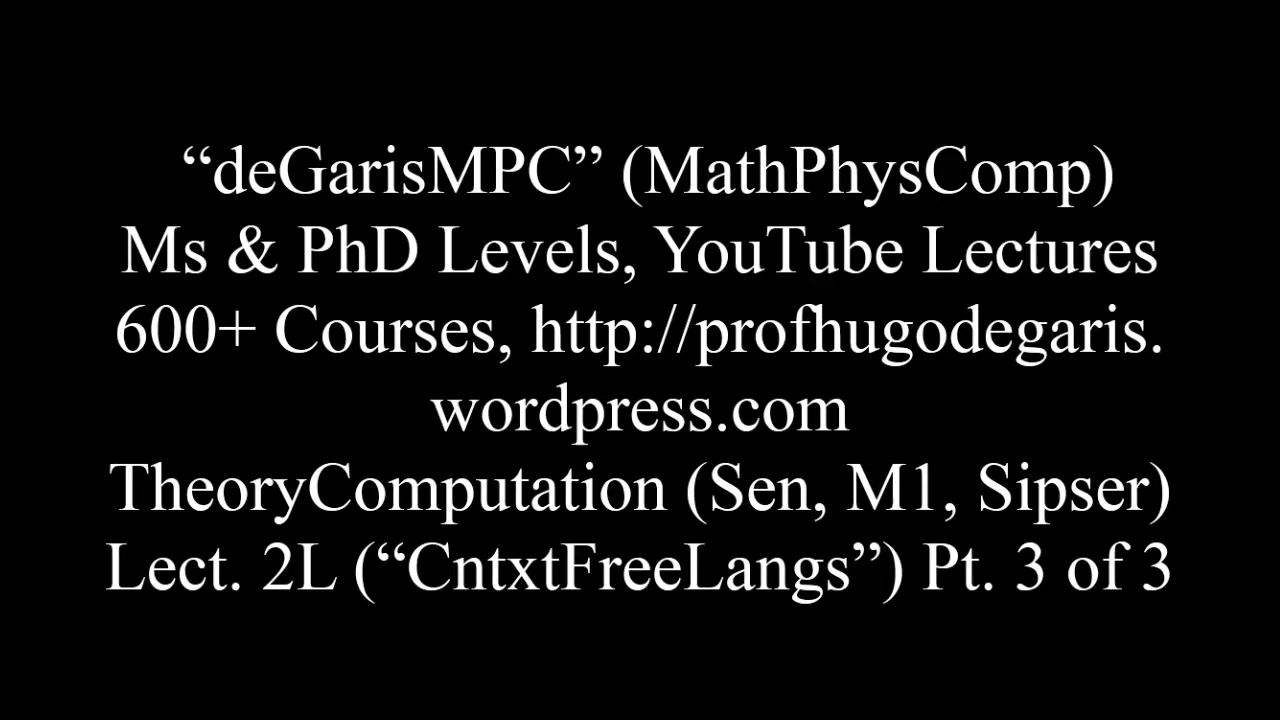 “deGarisMPC” (MathPhysComp)
Ms & PhD Levels, YouTube Lectures
600+ Courses, http://profhugodegaris.
wordpress.com
TheoryComputation (Sen, M1, Sipser)
Lect. 2L (“CntxtFreeLangs”) Pt. 3 of 3